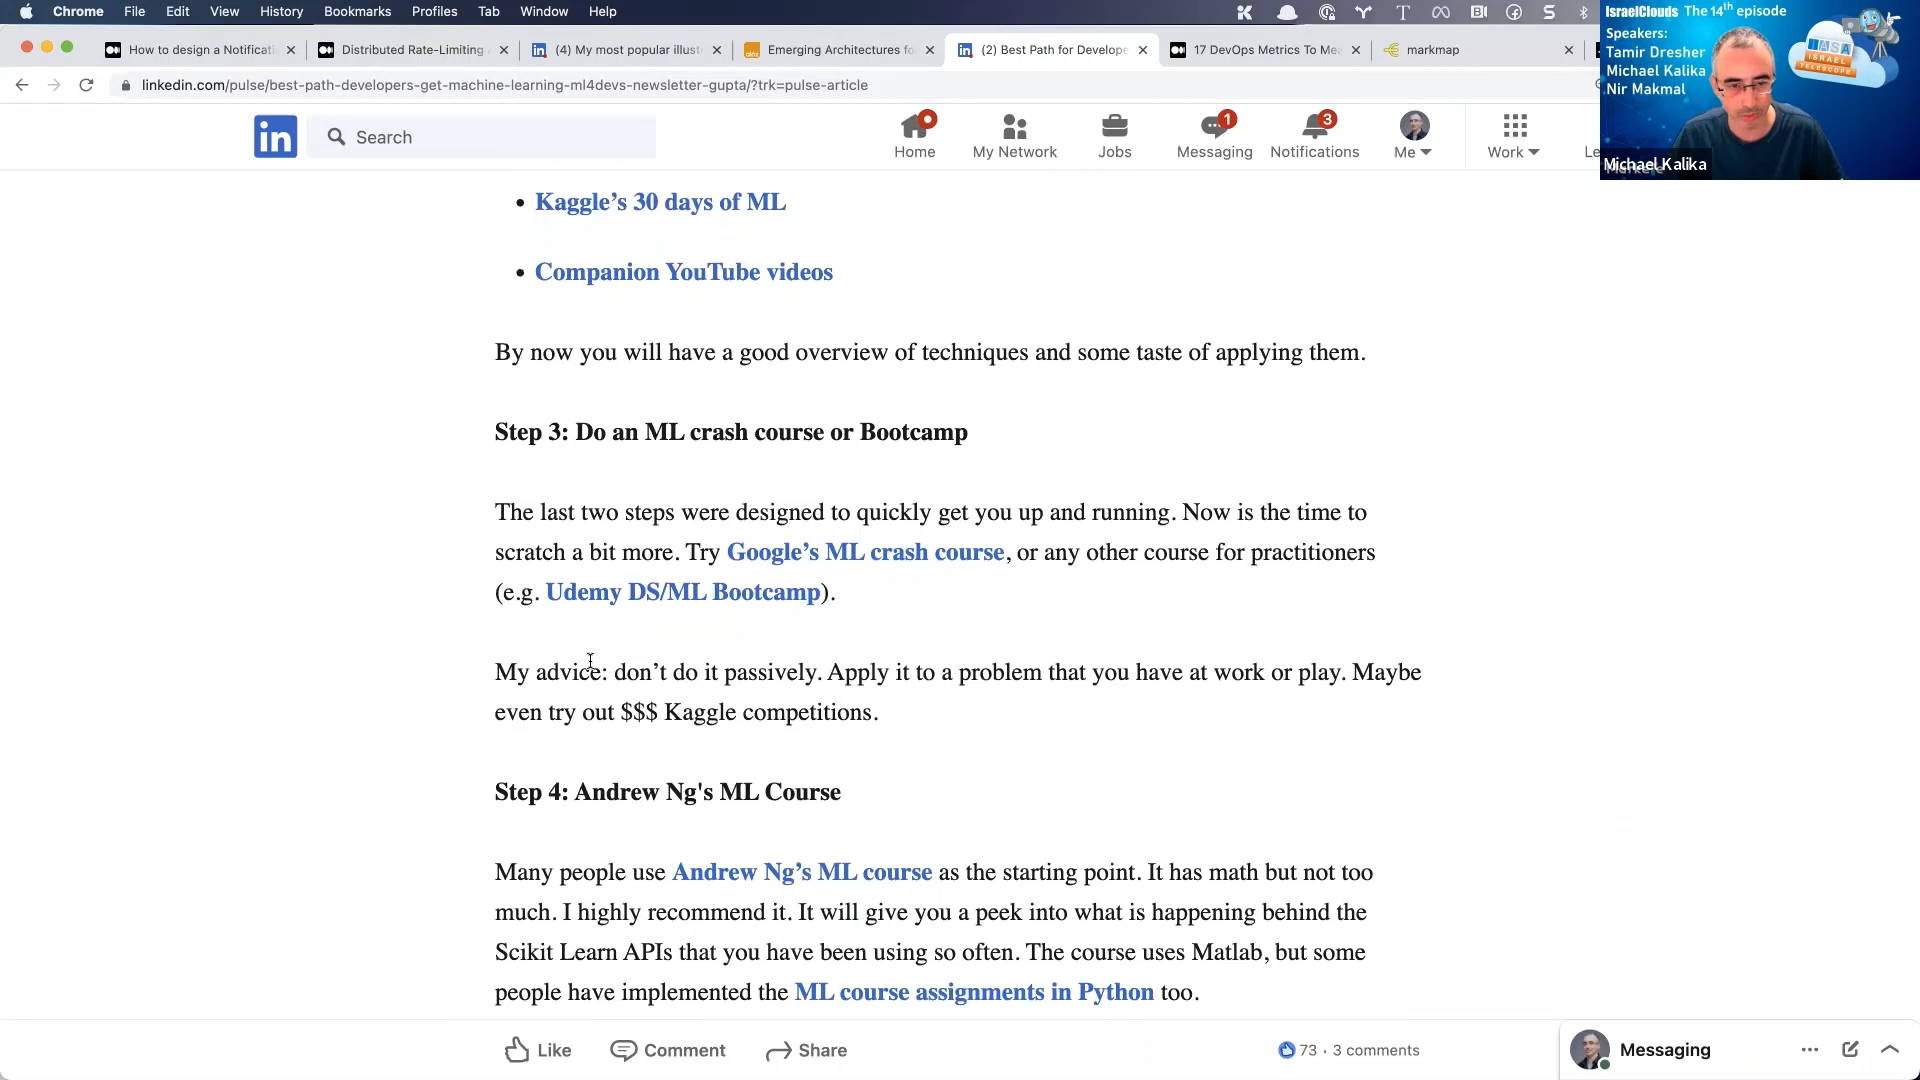 Chrome File Edit View History Bookmarks Profiles Tab Window Help
How to design a Notificati
Distributed Rate-Limiting
(4) My most popular illust
Emerging Architectures fo
(2) Best Path for Develope
17 DevOps Metrics To Me
markmap
linkedin.com/pulse/best-path-developers-get-machine-learning-ml4devs-newsletter-gupta/?trk=pulse-article
IsraelClouds The 14th episode
Speakers:
Tamir Dresher
Michael Kalika
Nir Makmal
IASA
ISRAEL
TELESCOPE
Michael Kalika
in
Search
Home
My Network
Jobs
1
Messaging
3
Notifications
Me
Work
Le
• Kaggle’s 30 days of ML
• Companion YouTube videos
By now you will have a good overview of techniques and some taste of applying them.
Step 3: Do an ML crash course or Bootcamp
The last two steps were designed to quickly get you up and running. Now is the time to
scratch a bit more. Try Google’s ML crash course, or any other course for practitioners
(e.g. Udemy DS/ML Bootcamp).
My advice: don’t do it passively. Apply it to a problem that you have at work or play. Maybe
even try out $$$ Kaggle competitions.
Step 4: Andrew Ng's ML Course
Many people use Andrew Ng’s ML course as the starting point. It has math but not too
much. I highly recommend it. It will give you a peek into what is happening behind the
Scikit Learn APIs that you have been using so often. The course uses Matlab, but some
people have implemented the ML course assignments in Python too.
Like
Comment
Share
73 · 3 comments
Messaging